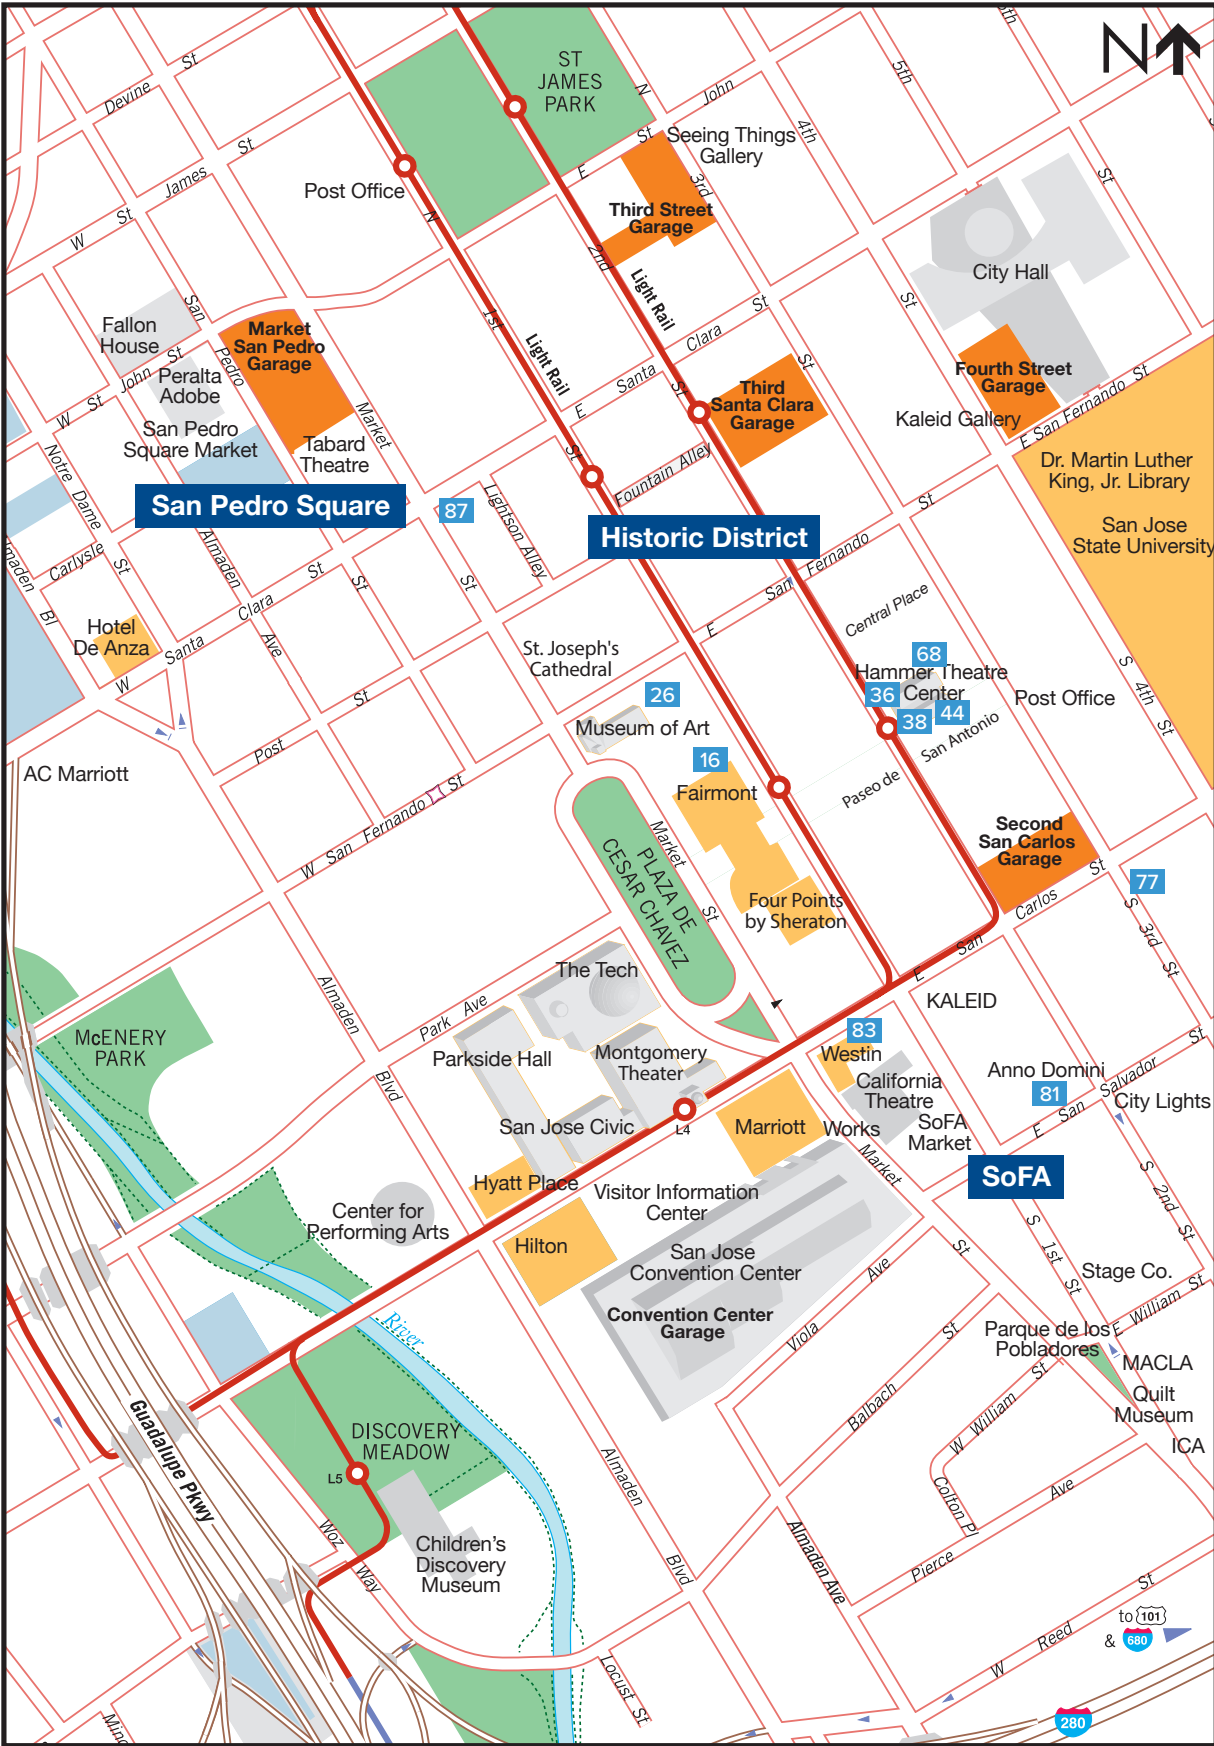 N
ST
JAMES
PARK
Devine
St
John
5th
4th
N
St
Seeing Things
Gallery
3rd
E
James
St
W
St
Post Office
N
Third Street
Garage
2nd
St
City Hall
Light Rail
1st
Light Rail
Clara
St
St
Santa
E
St
St
Fallon
House
San
Pedro
Market
San Pedro
Garage
W
St
John
St
Peralta
Adobe
San Pedro
Square Market
Tabard
Theatre
Market
St
Third
Santa Clara
Garage
Fourth Street
Garage
Kaleid Gallery
E San Fernando St
Dr. Martin Luther
King, Jr. Library
San Jose
State University
Notre
Dame
St
San Pedro Square
87
Lightson Alley
Fountain Alley
Historic District
St
Fernando
San
E
Carlyle
St
Almaden
Ave
St
St
Clara
Santa
W
Bl
Hotel
De Anza
Central Place
68
Hammer Theatre
Center
36
38
44
Post Office
San Antonio
Paseo de
S
4th
St
St. Joseph's
Cathedral
26
Museum of Art
16
Fairmont
St
Post
AC Marriott
W
San
Fernando
St
Market
St
PLAZA DE
CESAR CHAVEZ
Four Points
by Sheraton
Second
San Carlos
Garage
St
Carlos
San
E
77
S
3rd
St
The Tech
Almaden
Blvd
Park
Ave
Parkside Hall
Montgomery
Theater
San Jose Civic
L4
KALEID
83
Westin
California
Theatre
Anno Domini
81
E
San
Salvador
St
City Lights
McENERY
PARK
Marriott
Works
SoFA
Market
SoFA
Market
St
Hyatt Place
Visitor Information
Center
Center for
Performing Arts
Hilton
San Jose
Convention Center
Convention Center
Garage
S
1st
St
S
2nd
St
Stage Co.
E
William
St
Viola
Ave
Parque de los
Pobladores
MACLA
Quilt
Museum
ICA
River
Balbach
St
W
William
St
Colton Pl
Guadalupe Pkwy
DISCOVERY
MEADOW
L5
Children's
Discovery
Museum
Woz
Way
Almaden
Blvd
Almaden Ave
Pierce
Ave
W
Reed
St
to 101
& 680
Locust St
280